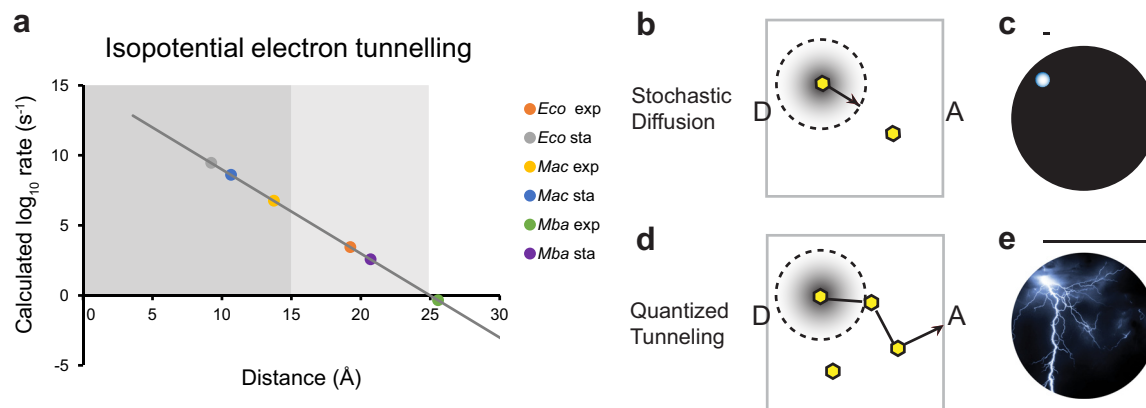 a
Isopotential electron tunnelling
Calculated log10 rate (s−1)
15
10
5
0
-5
0
5
10
15
20
25
30
Distance (Å)
Eco exp
Eco sta
Mac exp
Mac sta
Mba exp
Mba sta
b
Stochastic
Diffusion
D
A
c
d
Quantized
Tunneling
D
A
e